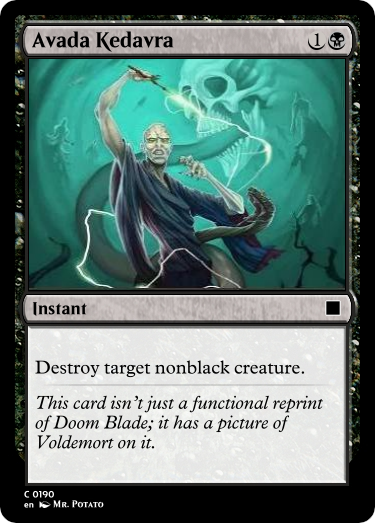 Avada Kedavra 1
Instant
Destroy target nonblack creature.
This card isn't just a functional reprint
of Doom Blade; it has a picture of
Voldemort on it.
C 0190
en Mr. Potato